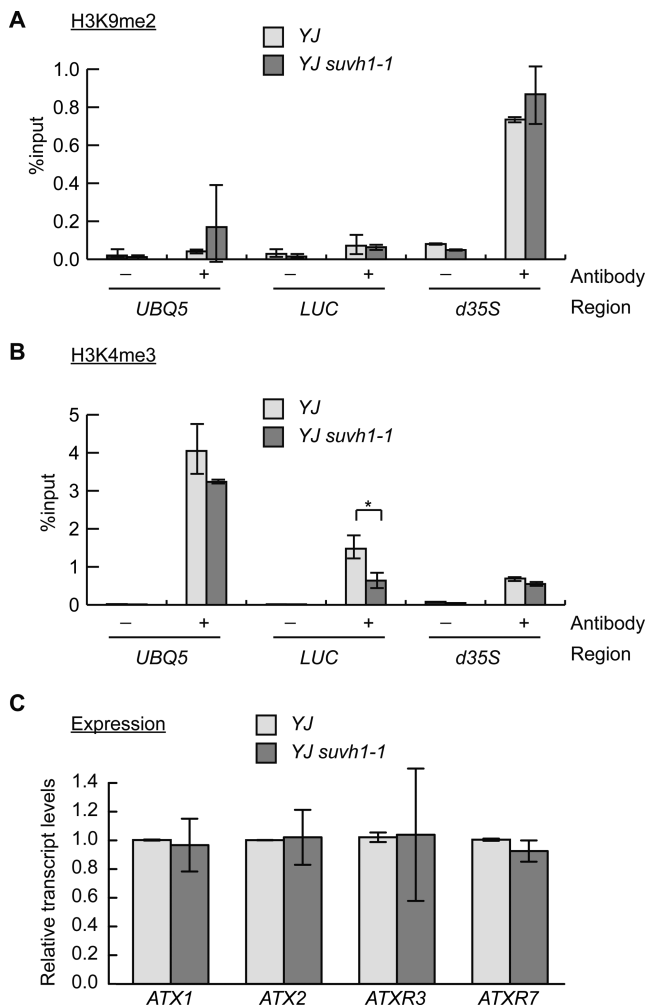 A H3K9me2
YJ
YJ suvh1-1
%input
1.0
0.8
0.6
0.4
0.2
0.0
– + – + – + Antibody
UBQ5 LUC d35S Region
B H3K4me3
YJ
YJ suvh1-1
%input
5
4
3
2
1
0
*
– + – + – + Antibody
UBQ5 LUC d35S Region
C Expression
YJ
YJ suvh1-1
Relative transcript levels
1.4
1.2
1.0
0.8
0.6
0.4
0.2
0.0
ATX1 ATX2 ATXR3 ATXR7